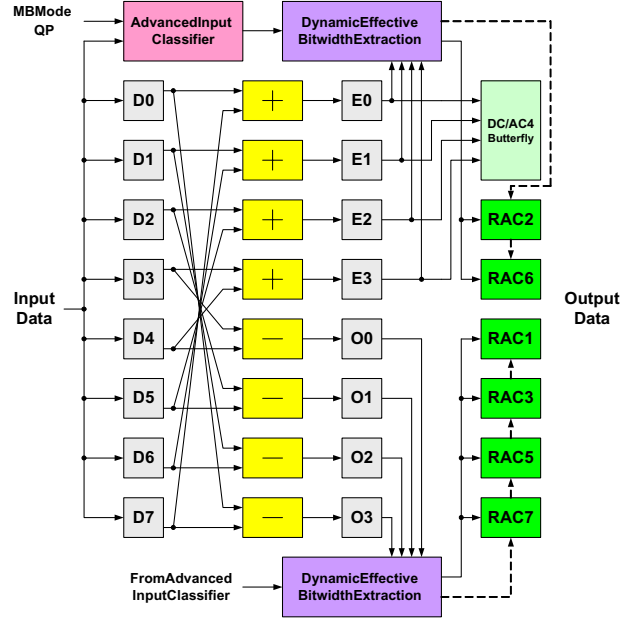 MBMode
QP
AdvancedInput
Classifier
DynamicEffective
BitwidthExtraction
D0
+
E0
DC/AC4
Butterfly
D1
+
E1
D2
+
E2
RAC2
D3
+
E3
RAC6
Input
Data
Output
Data
D4
−
O0
RAC1
D5
−
O1
RAC3
D6
−
O2
RAC5
D7
−
O3
RAC7
FromAdvanced
InputClassifier
DynamicEffective
BitwidthExtraction